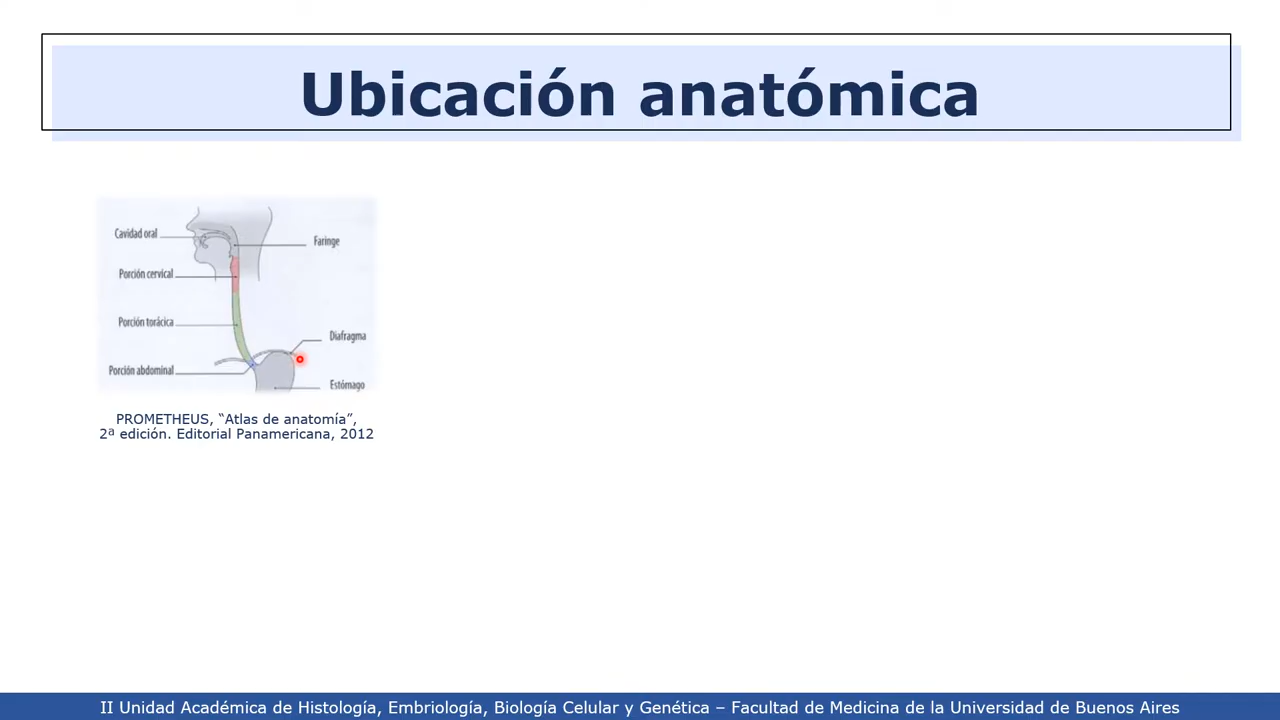 Ubicación anatómica
Cavidad oral
Faringe
Porción cervical
Porción torácica
Diafragma
Porción abdominal
Estómago
PROMETHEUS, “Atlas de anatomía”,
2ª edición. Editorial Panamericana, 2012
II Unidad Académica de Histología, Embriología, Biología Celular y Genética – Facultad de Medicina de la Universidad de Buenos Aires